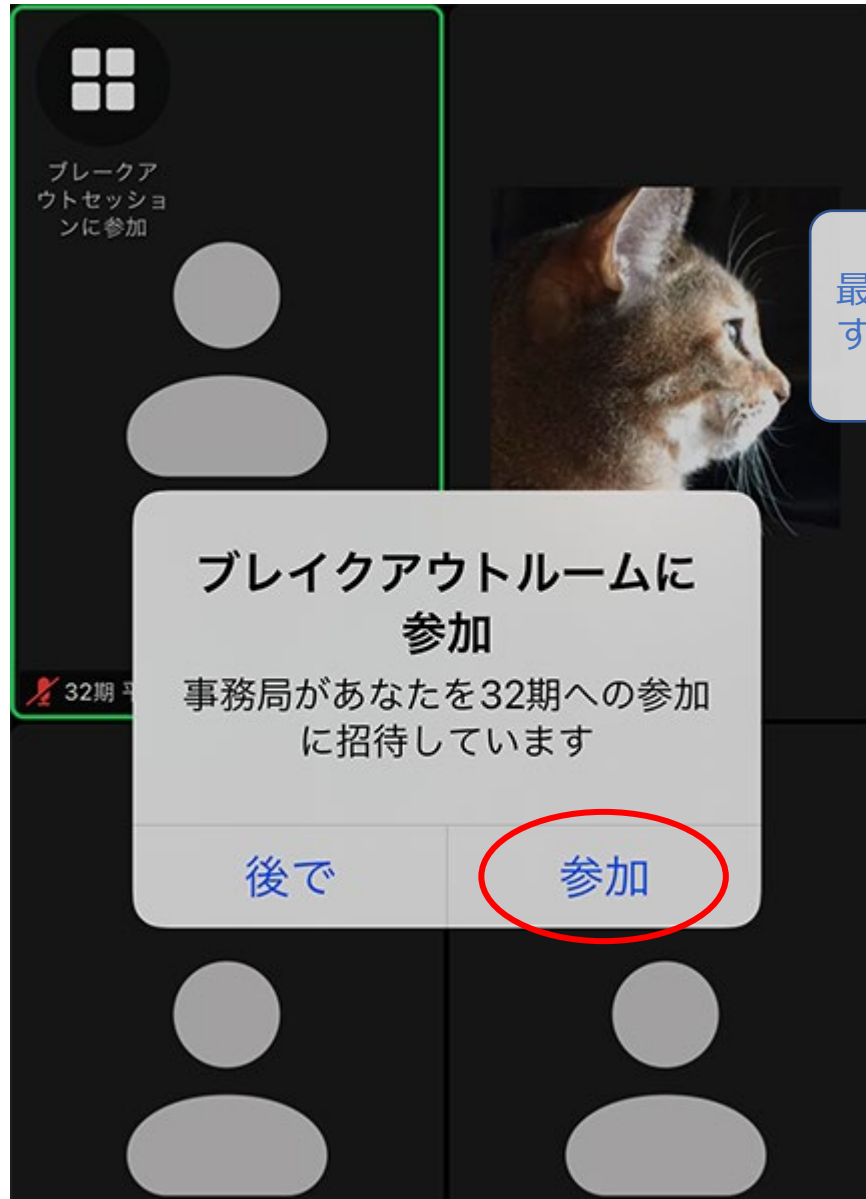 ブレークア
ウトセッショ
ンに参加
最
す
ブレイクアウトルームに
参加
事務局があなたを32期への参加
に招待しています
32期
後で
参加